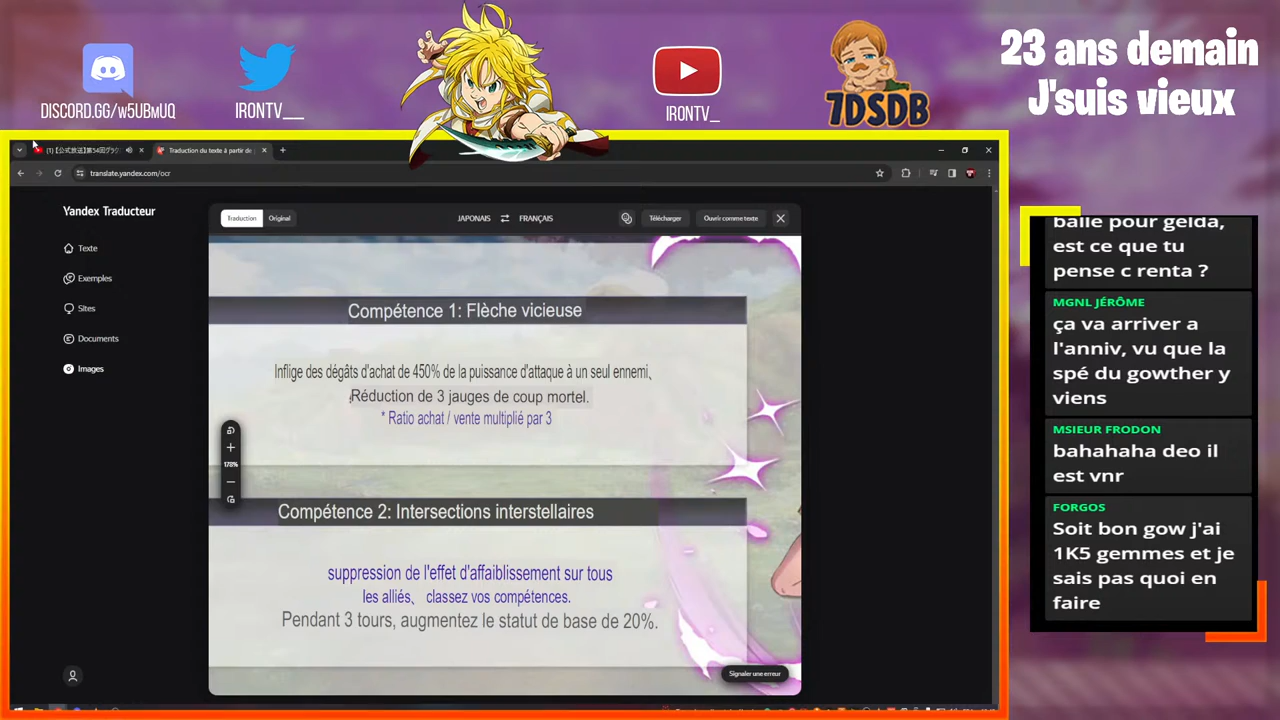 23 ans demain
J'suis vieux
DISCORD.GG/w5UBmUQ
IRONTV___
IRONTV_
7DSDB
Traduction du texte à partir de
translate.yandex.com/ocr
Yandex Traducteur
Texte
Exemples
Sites
Documents
Images
Traduction
Original
JAPONAIS
FRANÇAIS
Télécharger
Ouvrir comme texte
Compétence 1: Flèche vicieuse
Inflige des dégâts d'achat de 450% de la puissance d'attaque à un seul ennemi、
Réduction de 3 jauges de coup mortel.
* Ratio achat / vente multiplié par 3
178%
Compétence 2: Intersections interstellaires
suppression de l'effet d'affaiblissement sur tous
les alliés、 classez vos compétences.
Pendant 3 tours, augmentez le statut de base de 20%.
Signaler une erreur
balle pour gelda,
est ce que tu
pense c renta ?
MGNL JÉRÔME
ça va arriver a
l'anniv, vu que la
spé du gowther y
viens
MSIEUR FRODON
bahahaha deo il
est vnr
FORGOS
Soit bon gow j'ai
1K5 gemmes et je
sais pas quoi en
faire